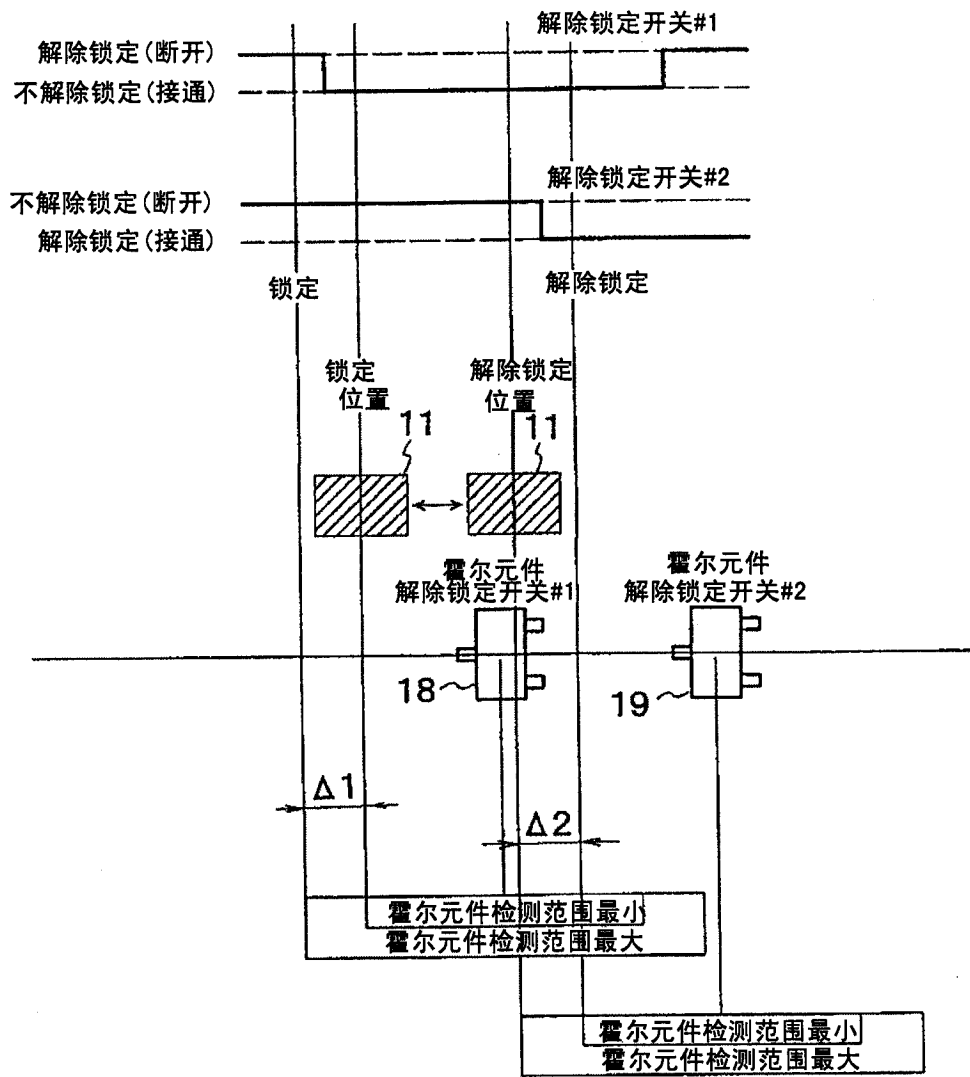 解除锁定开关#1
解除锁定(断开)
不解除锁定(接通)
解除锁定开关#2
不解除锁定(断开)
解除锁定(接通)
锁定
解除锁定
锁定
位置
解除锁定
位置
11
11
霍尔元件
解除锁定开关#1
霍尔元件
解除锁定开关#2
18
19
Δ1
Δ2
霍尔元件检测范围最小
霍尔元件检测范围最大
霍尔元件检测范围最小
霍尔元件检测范围最大